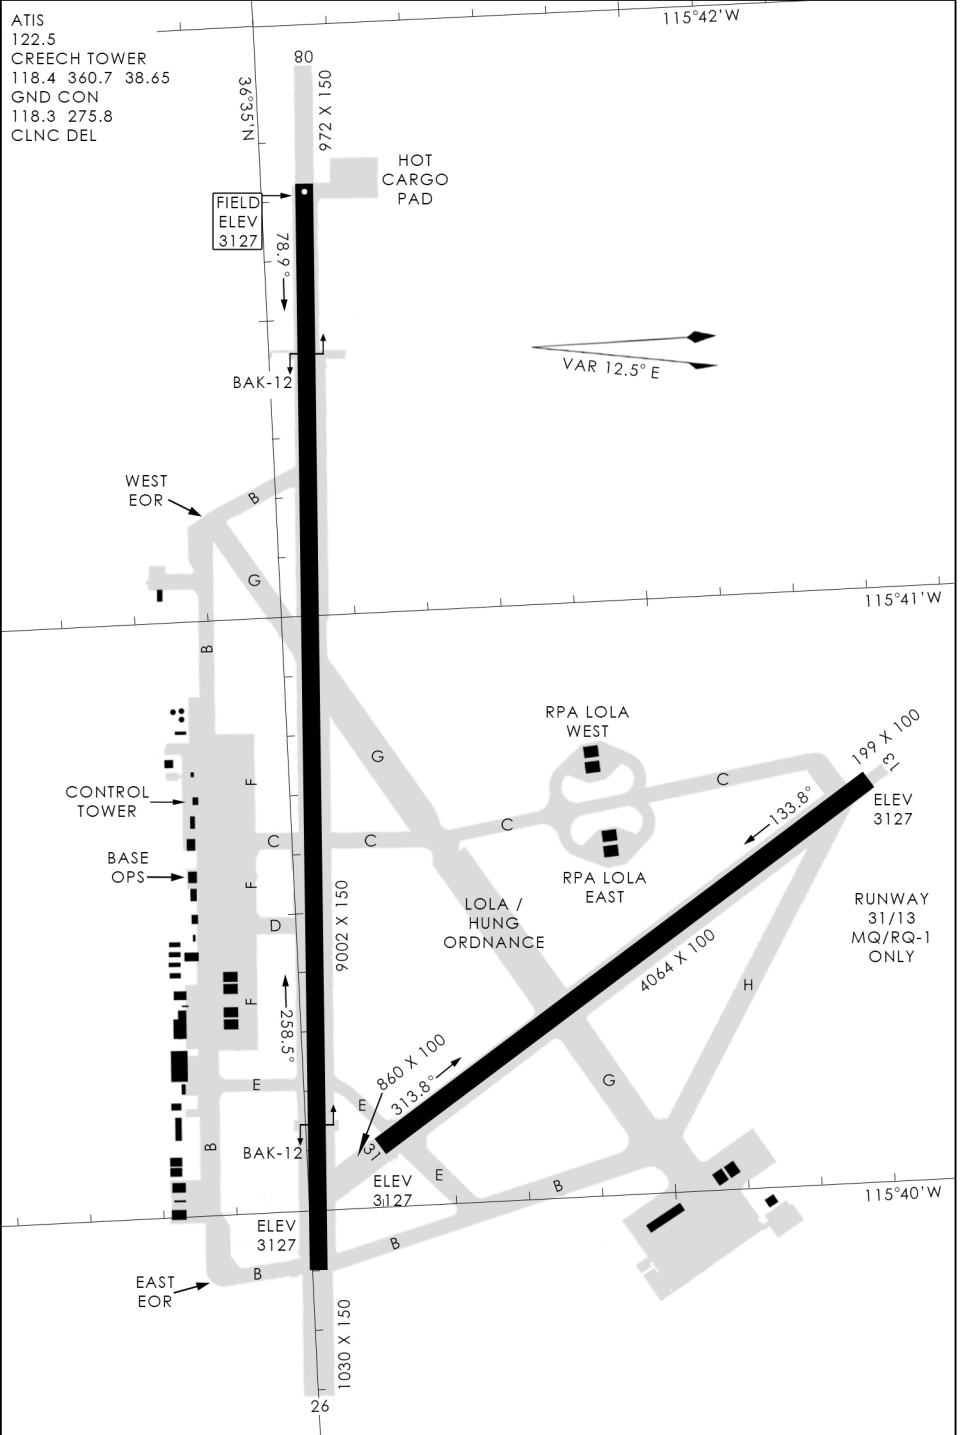 ATIS
122.5
CREECH TOWER
118.4 360.7 38.65
GND CON
118.3 275.8
CLNC DEL
115°42'W
36°35'N
08
972 X 150
HOT
CARGO
PAD
FIELD
ELEV
3127
78.9°
BAK-12
VAR 12.5° E
WEST
EOR
B
G
115°41'W
B
RPA LOLA
WEST
199 X 100
13
G
F
C
CONTROL
TOWER
133.8°
ELEV
3127
C
C
C
BASE
OPS
F
RPA LOLA
EAST
LOLA /
HUNG
ORDNANCE
RUNWAY
31/13
MQ/RQ-1
ONLY
D
9002 X 150
4064 X 100
H
F
258.5°
860 X 100
313.8°
G
E
E
31
B
BAK-12
E
ELEV
3127
B
115°40'W
ELEV
3127
B
B
EAST
EOR
1030 X 150
26